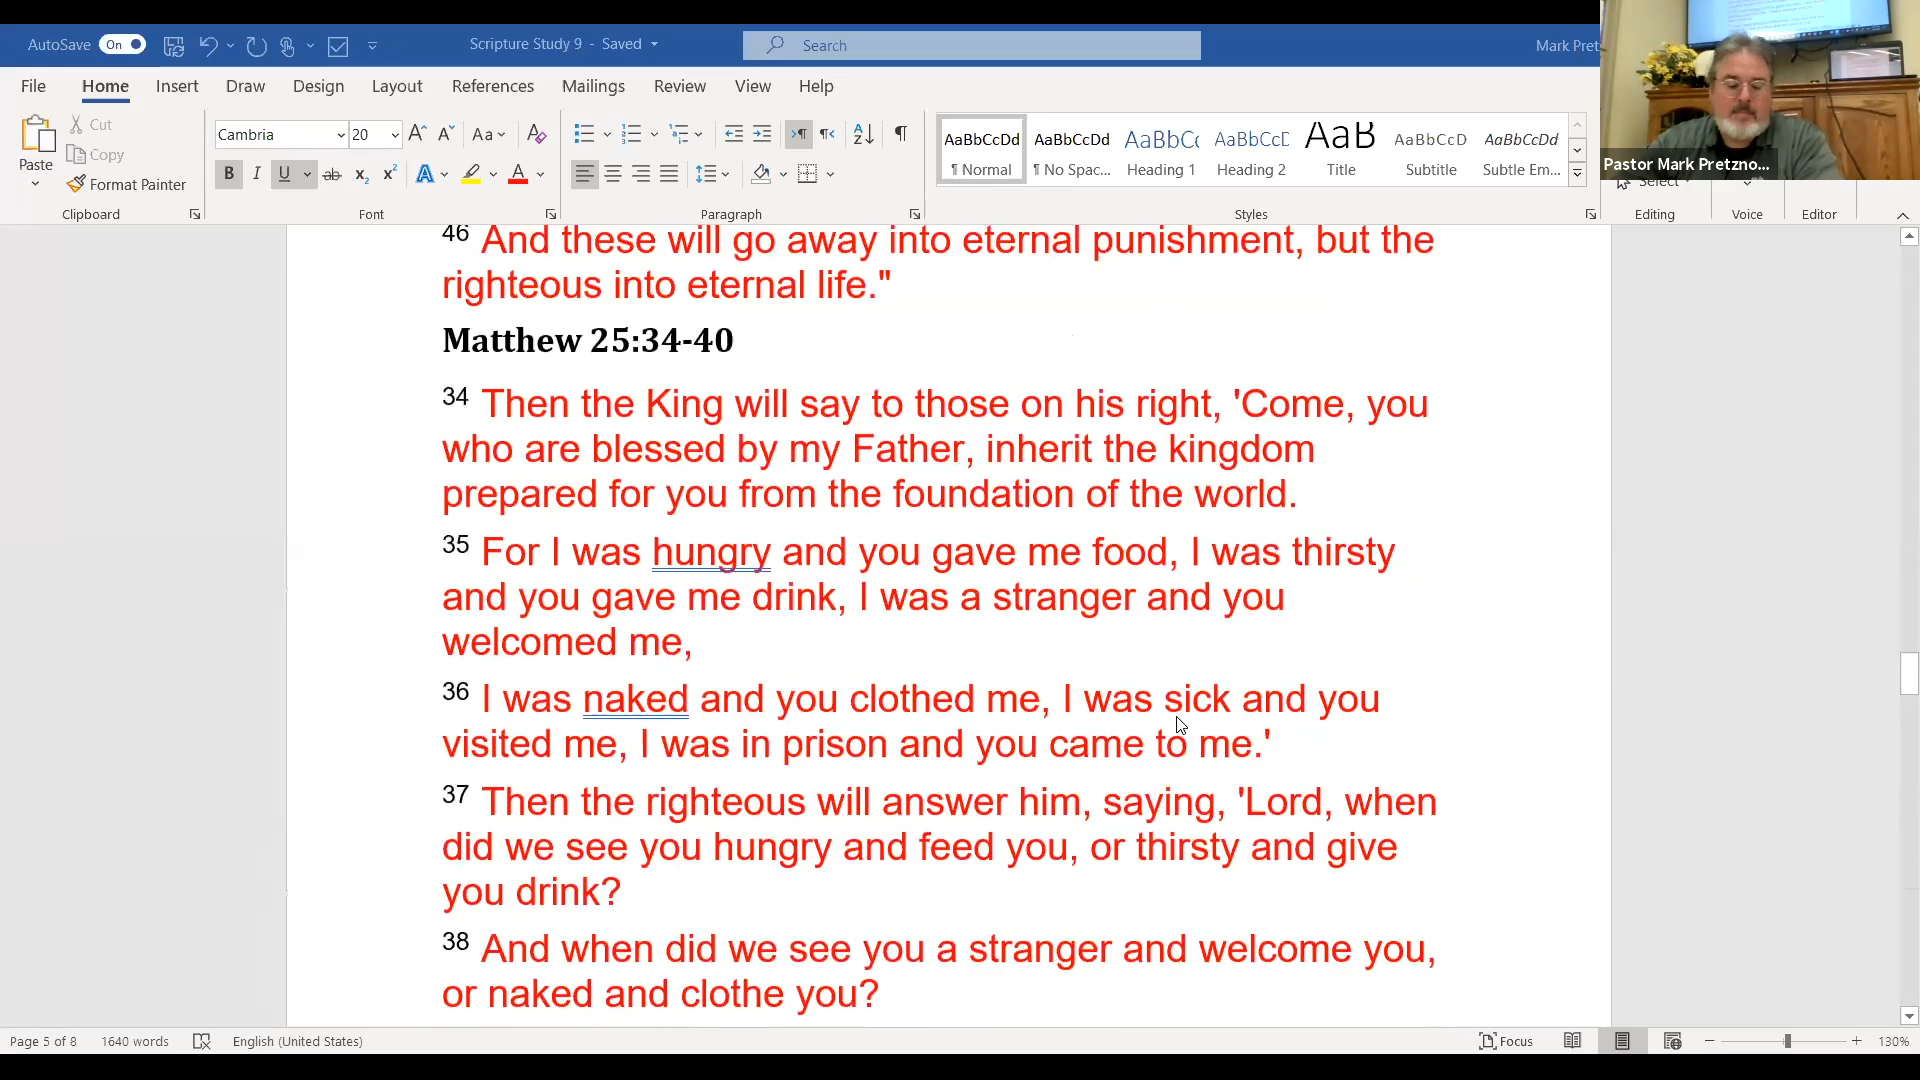 AutoSave On Scripture Study 9 - Saved Search Mark Pret
File Home Insert Draw Design Layout References Mailings Review View Help
Paste Cut Copy Format Painter Clipboard
Cambria 20 Font
Paragraph
AaBbCcDd AaBbCcDd AaBbCc AaBbCcD AaB AaBbCcD AaBbCcDd
¶ Normal ¶ No Spac... Heading 1 Heading 2 Title Subtitle Subtle Em...
Styles
Pastor Mark Pretzno...
Select
Editing Voice Editor
46 And these will go away into eternal punishment, but the
righteous into eternal life."
Matthew 25:34-40
34 Then the King will say to those on his right, 'Come, you
who are blessed by my Father, inherit the kingdom
prepared for you from the foundation of the world.
35 For I was hungry and you gave me food, I was thirsty
and you gave me drink, I was a stranger and you
welcomed me,
36 I was naked and you clothed me, I was sick and you
visited me, I was in prison and you came to me.'
37 Then the righteous will answer him, saying, 'Lord, when
did we see you hungry and feed you, or thirsty and give
you drink?
38 And when did we see you a stranger and welcome you,
or naked and clothe you?
Page 5 of 8 1640 words English (United States) Focus 130%